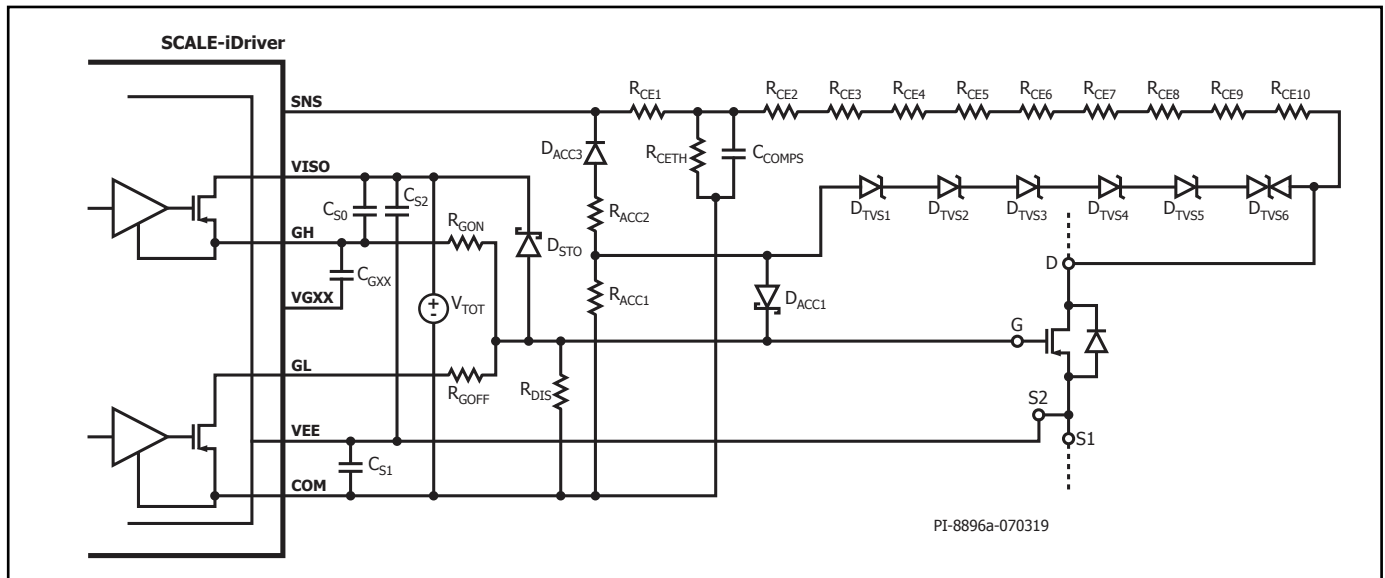 SCALE-iDriver
SNS
RCE1
RCE2
RCE3
RCE4
RCE5
RCE6
RCE7
RCE8
RCE9
RCE10
DACC3
RCETH
CCOMPS
VISO
CS0
CS2
RGON
DSTO
RACC2
DTVS1
DTVS2
DTVS3
DTVS4
DTVS5
DTVS6
GH
CGXX
VGXX
+
-
VTOT
RACC1
DACC1
D
G
GL
RGOFF
RDIS
S2
VEE
S1
CS1
COM
PI-8896a-070319